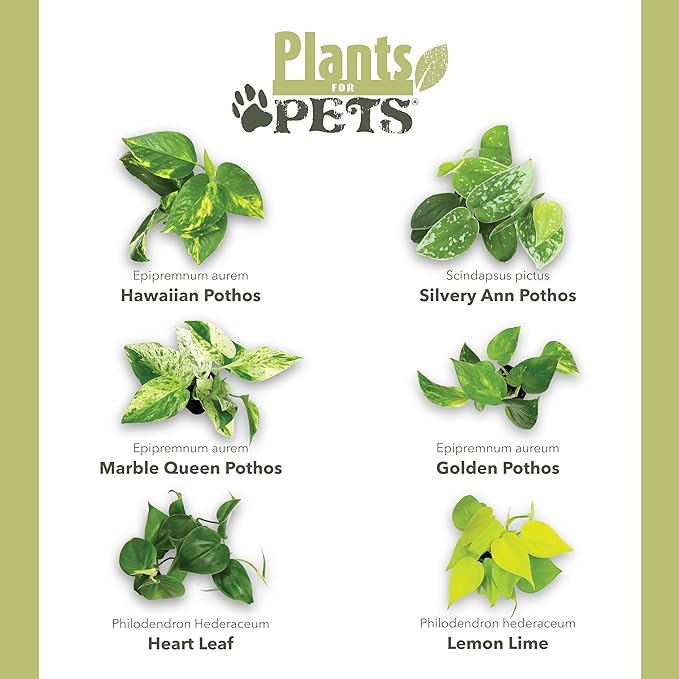 Plants
FOR
PETS®
Epipremnum aurem
Hawaiian Pothos
Scindapsus pictus
Silvery Ann Pothos
Epipremnum aurem
Marble Queen Pothos
Epipremnum aureum
Golden Pothos
Philodendron Hederaceum
Heart Leaf
Philodendron hederaceum
Lemon Lime